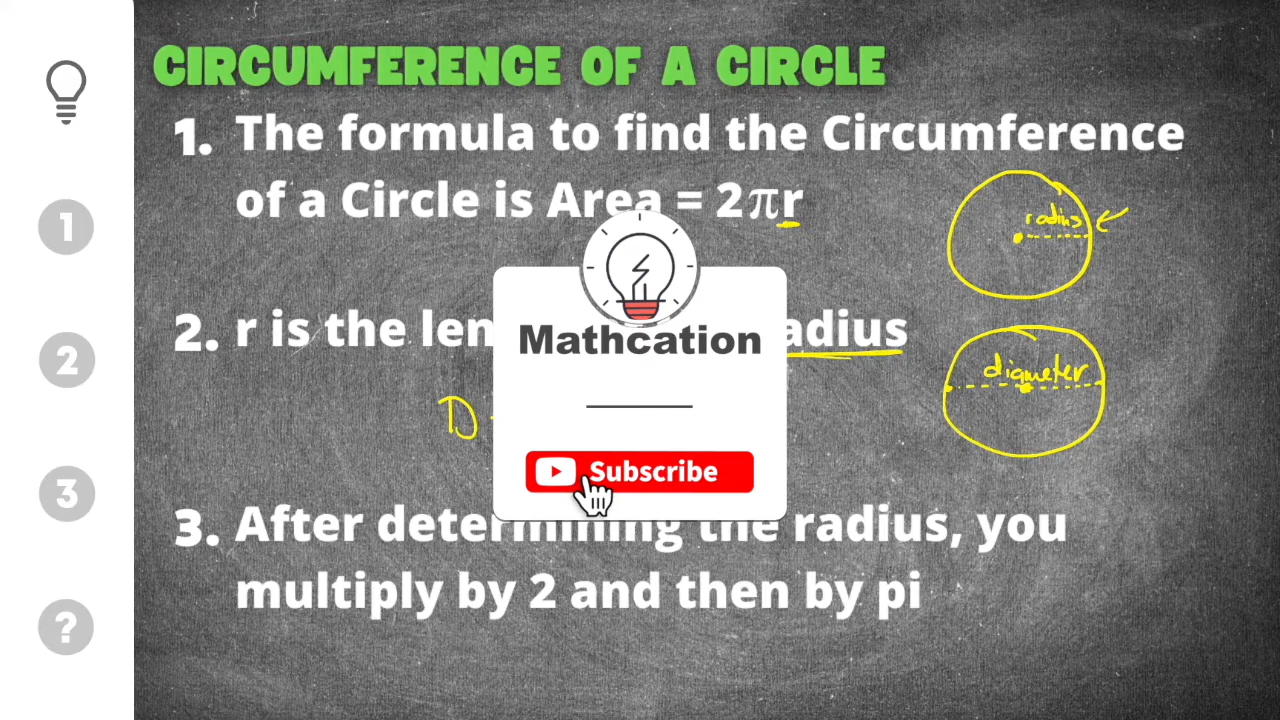 CIRCUMFERENCE OF A CIRCLE
1. The formula to find the Circumference
of a Circle is Area = 2πr
radius
1
Mathcation
2. r is the len adius
2
diameter
D
Subscribe
3
3. After determining the radius, you
multiply by 2 and then by pi
?